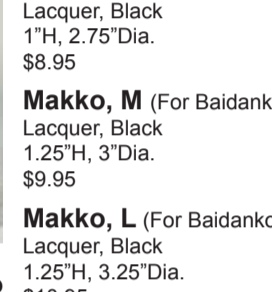 Lacquer, Black
1”H, 2.75”Dia.
$8.95
Makko, M (For Baidank
Lacquer, Black
1.25”H, 3”Dia.
$9.95
Makko, L (For Baidanko
Lacquer, Black
1.25”H, 3.25”Dia.